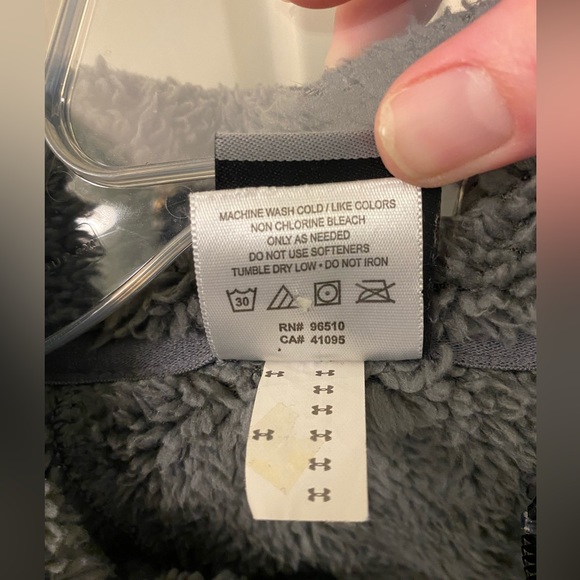 MACHINE WASH COLD / LIKE COLORS
NON CHLORINE BLEACH
ONLY AS NEEDED
DO NOT USE SOFTENERS
TUMBLE DRY LOW • DO NOT IRON
30
RN# 96510
CA# 41095